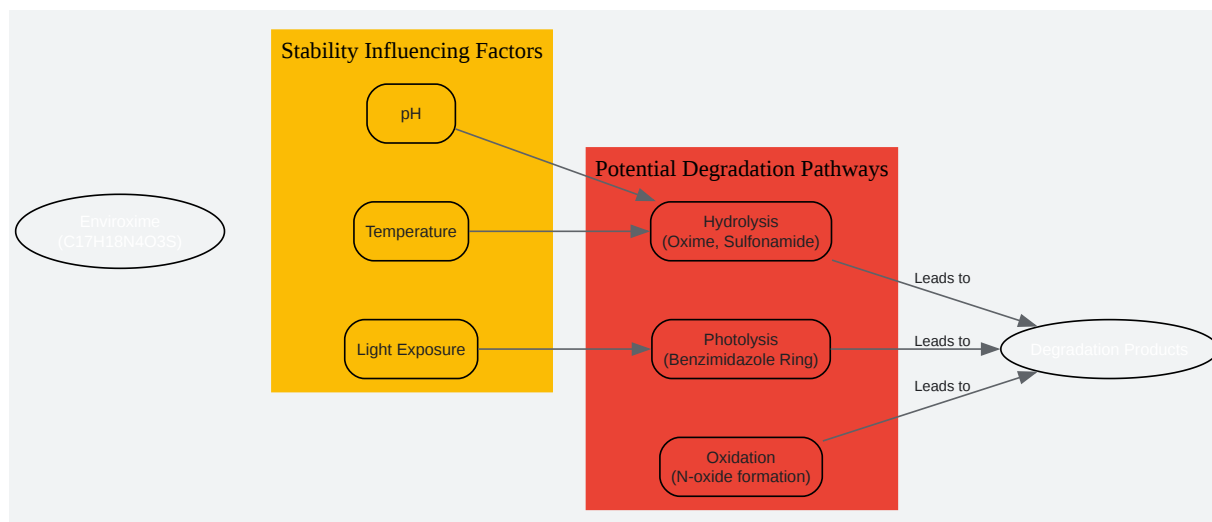 Stability Influencing Factors
pH
Temperature
Light Exposure
Enviroxime
(C17H18N4O3S)
Potential Degradation Pathways
Hydrolysis
(Oxime, Sulfonamide)
Photolysis
(Benzimidazole Ring)
Oxidation
(N-oxide formation)
Leads to
Leads to
Leads to
Degradation Products